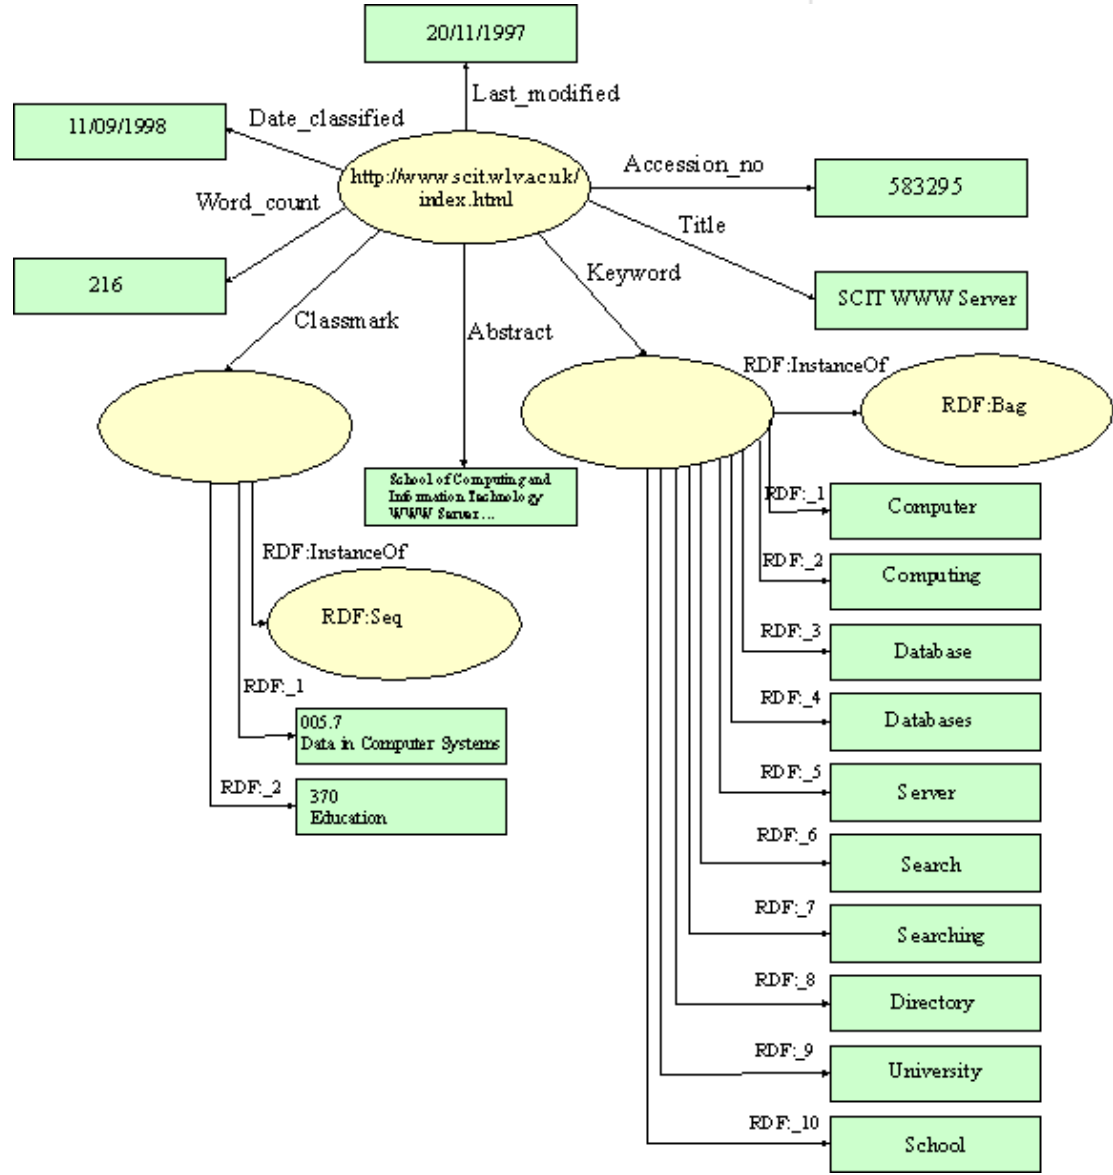 20/11/1997
Last_modified
Date_classified
11/09/1998
http://www.scit.wlv.ac.uk/
index.html
Accession_no
583295
Word_count
Title
216
Keyword
SCIT WWW Server
Classmark
Abstract
RDF:InstanceOf
RDF:Bag
School of Computing and
Information Technology
WWW Server ...
RDF:InstanceOf
RDF:Seq
RDF:_1
005.7
Data in Computer Systems
RDF:_2
370
Education
RDF:_1
Computer
RDF:_2
Computing
RDF:_3
Database
RDF:_4
Databases
RDF:_5
Server
RDF:_6
Search
RDF:_7
Searching
RDF:_8
Directory
RDF:_9
University
RDF:_10
School